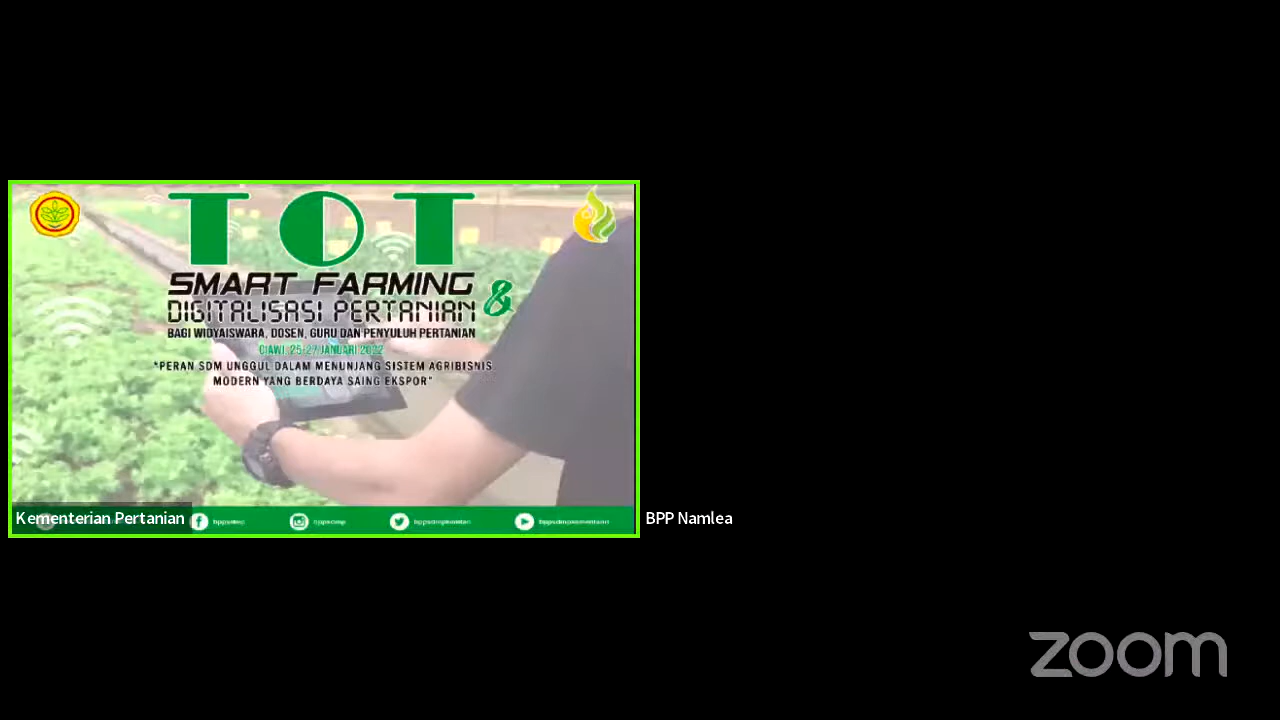 TOT
SMART FARMING
DIGITALISASI PERTANIAN &
BAGI WIDYAISWARA, DOSEN, GURU DAN PENYULUH PERTANIAN
CIAWI, 25-27 JANUARI 2022
"PERAN SDM UNGGUL DALAM MENUNJANG SISTEM AGRIBISNIS
MODERN YANG BERDAYA SAING EKSPOR"
Kementerian Pertanian
BPP Namlea
zoom